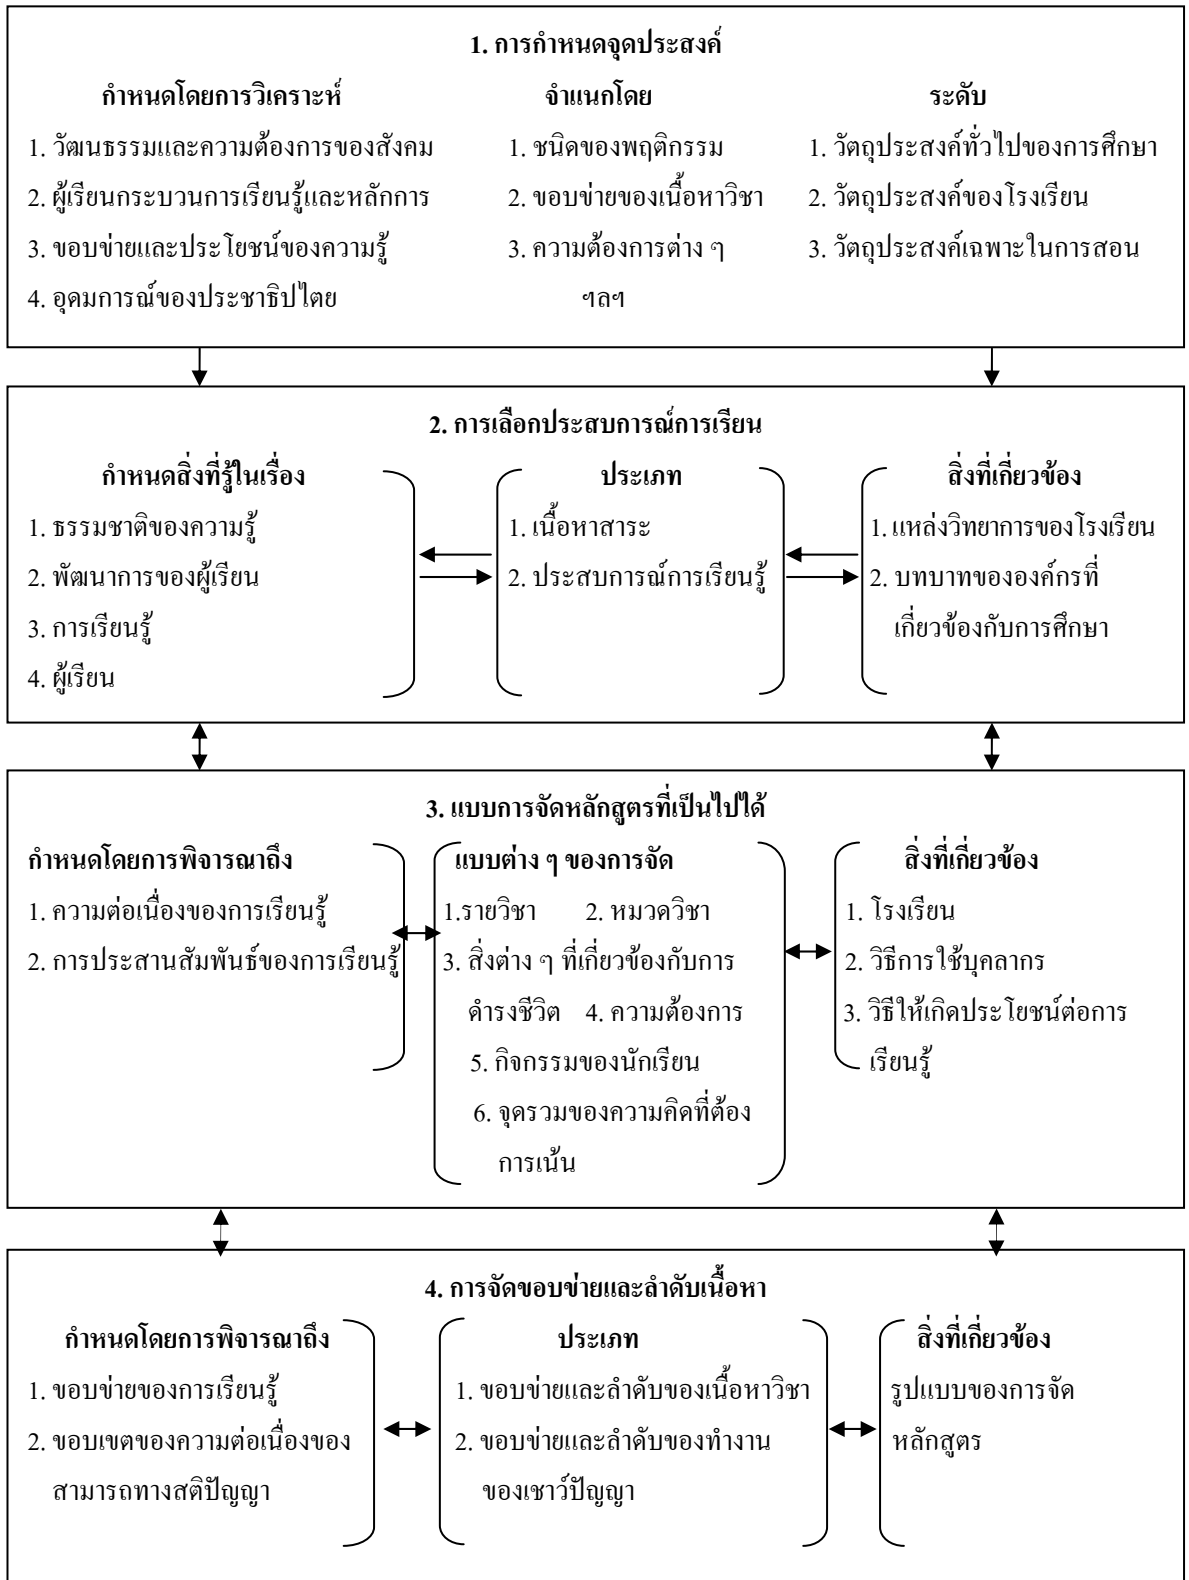 1. การกำหนดจุดประสงค์
กำหนดโดยการวิเคราะห์ จำแนกโดย ระดับ
1. วัฒนธรรมและความต้องการของสังคม 1. ชนิดของพฤติกรรม 1. วัตถุประสงค์ทั่วไปของการศึกษา
2. ผู้เรียนกระบวนการเรียนรู้และหลักการ 2. ขอบข่ายของเนื้อหาวิชา 2. วัตถุประสงค์ของโรงเรียน
3. ขอบข่ายและประโยชน์ของความรู้ 3. ความต้องการต่าง ๆ 3. วัตถุประสงค์เฉพาะในการสอน
4. อุดมการณ์ของประชาธิปไตย ฯลฯ
2. การเลือกประสบการณ์การเรียน
กำหนดสิ่งที่รู้ในเรื่อง ประเภท สิ่งที่เกี่ยวข้อง
1. ธรรมชาติของความรู้ 1. เนื้อหาสาระ 1. แหล่งวิทยาการของโรงเรียน
2. พัฒนาการของผู้เรียน 2. ประสบการณ์การเรียนรู้ 2. บทบาทขององค์กรที่
3. การเรียนรู้ เกี่ยวข้องกับการศึกษา
4. ผู้เรียน
3. แบบการจัดหลักสูตรที่เป็นไปได้
กำหนดโดยการพิจารณาถึง แบบต่าง ๆ ของการจัด สิ่งที่เกี่ยวข้อง
1. ความต่อเนื่องของการเรียนรู้ 1.รายวิชา 2. หมวดวิชา 1. โรงเรียน
2. การประสานสัมพันธ์ของการเรียนรู้ 3. สิ่งต่าง ๆ ที่เกี่ยวข้องกับการ 2. วิธีการใช้บุคลากร
ดำรงชีวิต 4. ความต้องการ 3. วิธีให้เกิดประโยชน์ต่อการ
5. กิจกรรมของนักเรียน เรียนรู้
6. จุดรวมของความคิดที่ต้อง
การเน้น
4. การจัดขอบข่ายและลำดับเนื้อหา
กำหนดโดยการพิจารณาถึง ประเภท สิ่งที่เกี่ยวข้อง
1. ขอบข่ายของการเรียนรู้ 1. ขอบข่ายและลำดับของเนื้อหาวิชา รูปแบบของการจัด
2. ขอบเขตของความต่อเนื่องของ 2. ขอบข่ายและลำดับของทำงาน หลักสูตร
สามารถทางสติปัญญา ของเชาว์ปัญญา